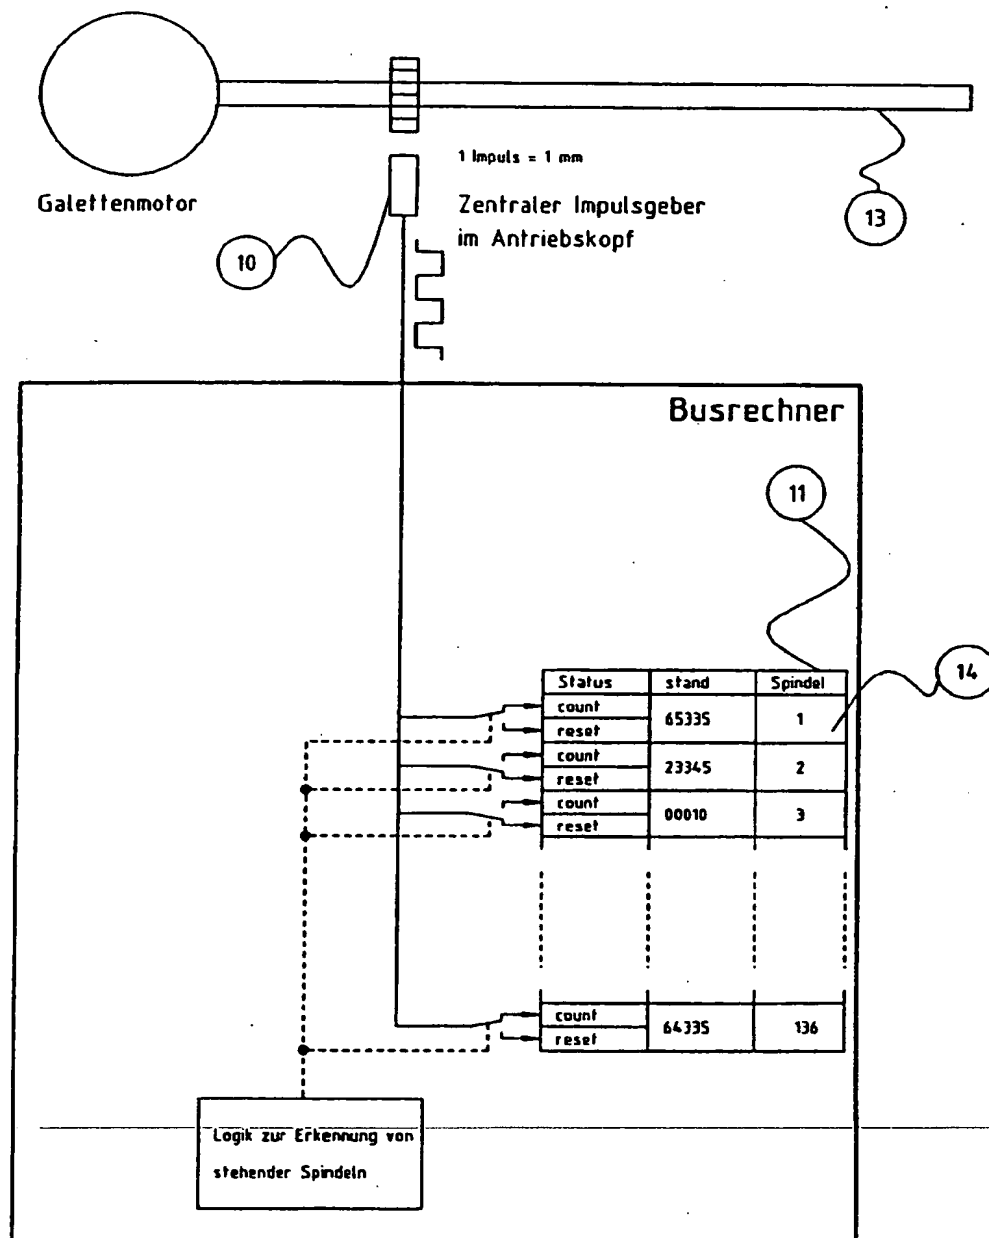 1 Impuls = 1 mm
Galettenmotor
Zentraler Impulsgeber
im Antriebskopf
13
10
Busrechner
11
14
Status stand Spindel
count
reset
65335 1
count
reset
23345 2
count
reset
00010 3
count
reset
64335 136
Logik zur Erkennung von
stehender Spindeln